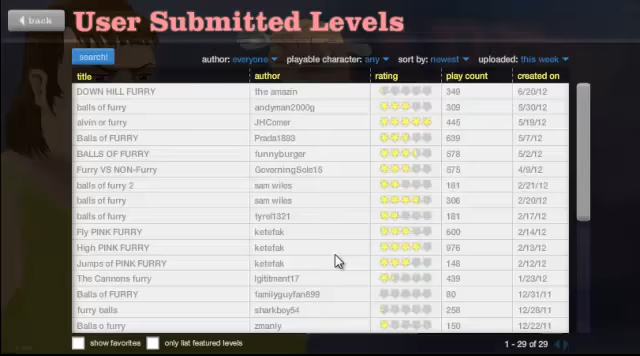 back
User Submitted Levels
search! author: everyone playable character: any sort by: newest uploaded: this week
title author rating play count created on
DOWN HILL FURRY the amazin 349 6/20/12
balls of furry andyman2000g 309 5/30/12
alvin or furry JHComer 445 5/19/12
Balls of FURRY Prada1893 639 5/7/12
BALLS OF FURRY funnyburger 578 5/2/12
Furry VS NON-Furry GoverningSole15 575 4/9/12
balls of furry 2 sam wiles 181 2/21/12
balls of furry sam wiles 306 2/20/12
balls of furry tyrel1321 181 2/17/12
Fly PINK FURRY ketefak 600 2/14/12
High PINK FURRY ketefak 976 2/13/12
Jumps of PINK FURRY ketefak 148 2/12/12
The Cannons furry lgititment17 439 1/23/12
Balls of FURRY familyguyfan899 80 12/31/11
furry balls sharkboy54 258 12/28/11
Balls o furry zmanly 150 12/22/11
show favorites only list featured levels 1 - 29 of 29